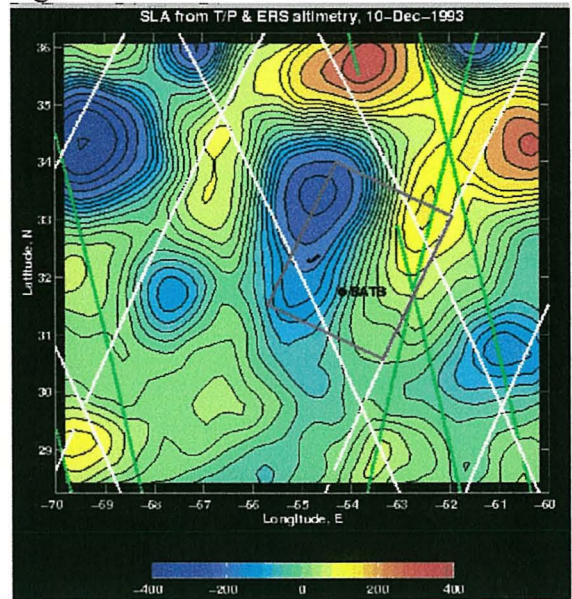 SLA from T/P & ERS altimetry, 10-Dec-1993
36
35
34
33
32
31
30
29
Latitude, N
BATS
-70 -69 -68 -67 -66 -65 -64 -63 -62 -61 -60
Longitude, E
-400 -200 0 200 400